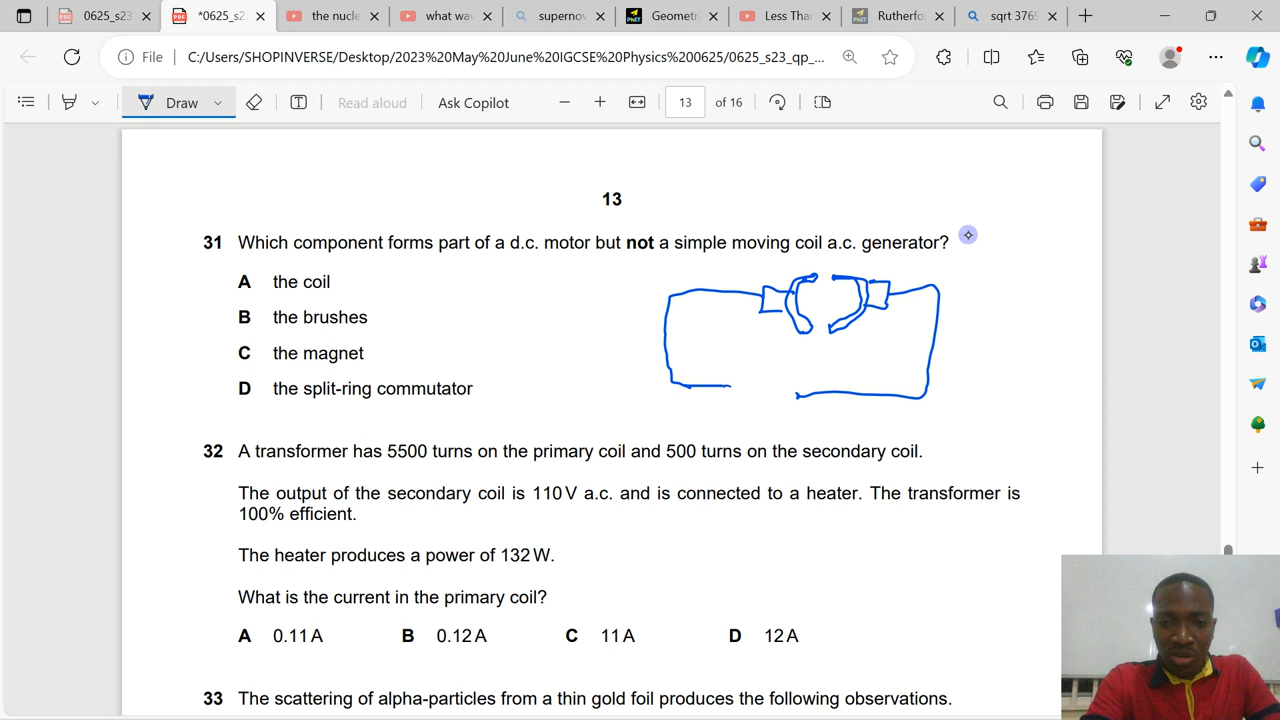 0625_s23
*0625_s2
the nucle
what wav
supernov
Geometr
Less Tha
Rutherfo
sqrt 3769
File
C:/Users/SHOPINVERSE/Desktop/2023%20May%20June%20IGCSE%20Physics%200625/0625_s23_qp_...
Draw
Read aloud
Ask Copilot
13
of 16
13
31 Which component forms part of a d.c. motor but not a simple moving coil a.c. generator?
A the coil
B the brushes
C the magnet
D the split-ring commutator
32 A transformer has 5500 turns on the primary coil and 500 turns on the secondary coil.
The output of the secondary coil is 110 V a.c. and is connected to a heater. The transformer is
100% efficient.
The heater produces a power of 132 W.
What is the current in the primary coil?
A 0.11 A B 0.12 A C 11 A D 12 A
33 The scattering of alpha-particles from a thin gold foil produces the following observations.